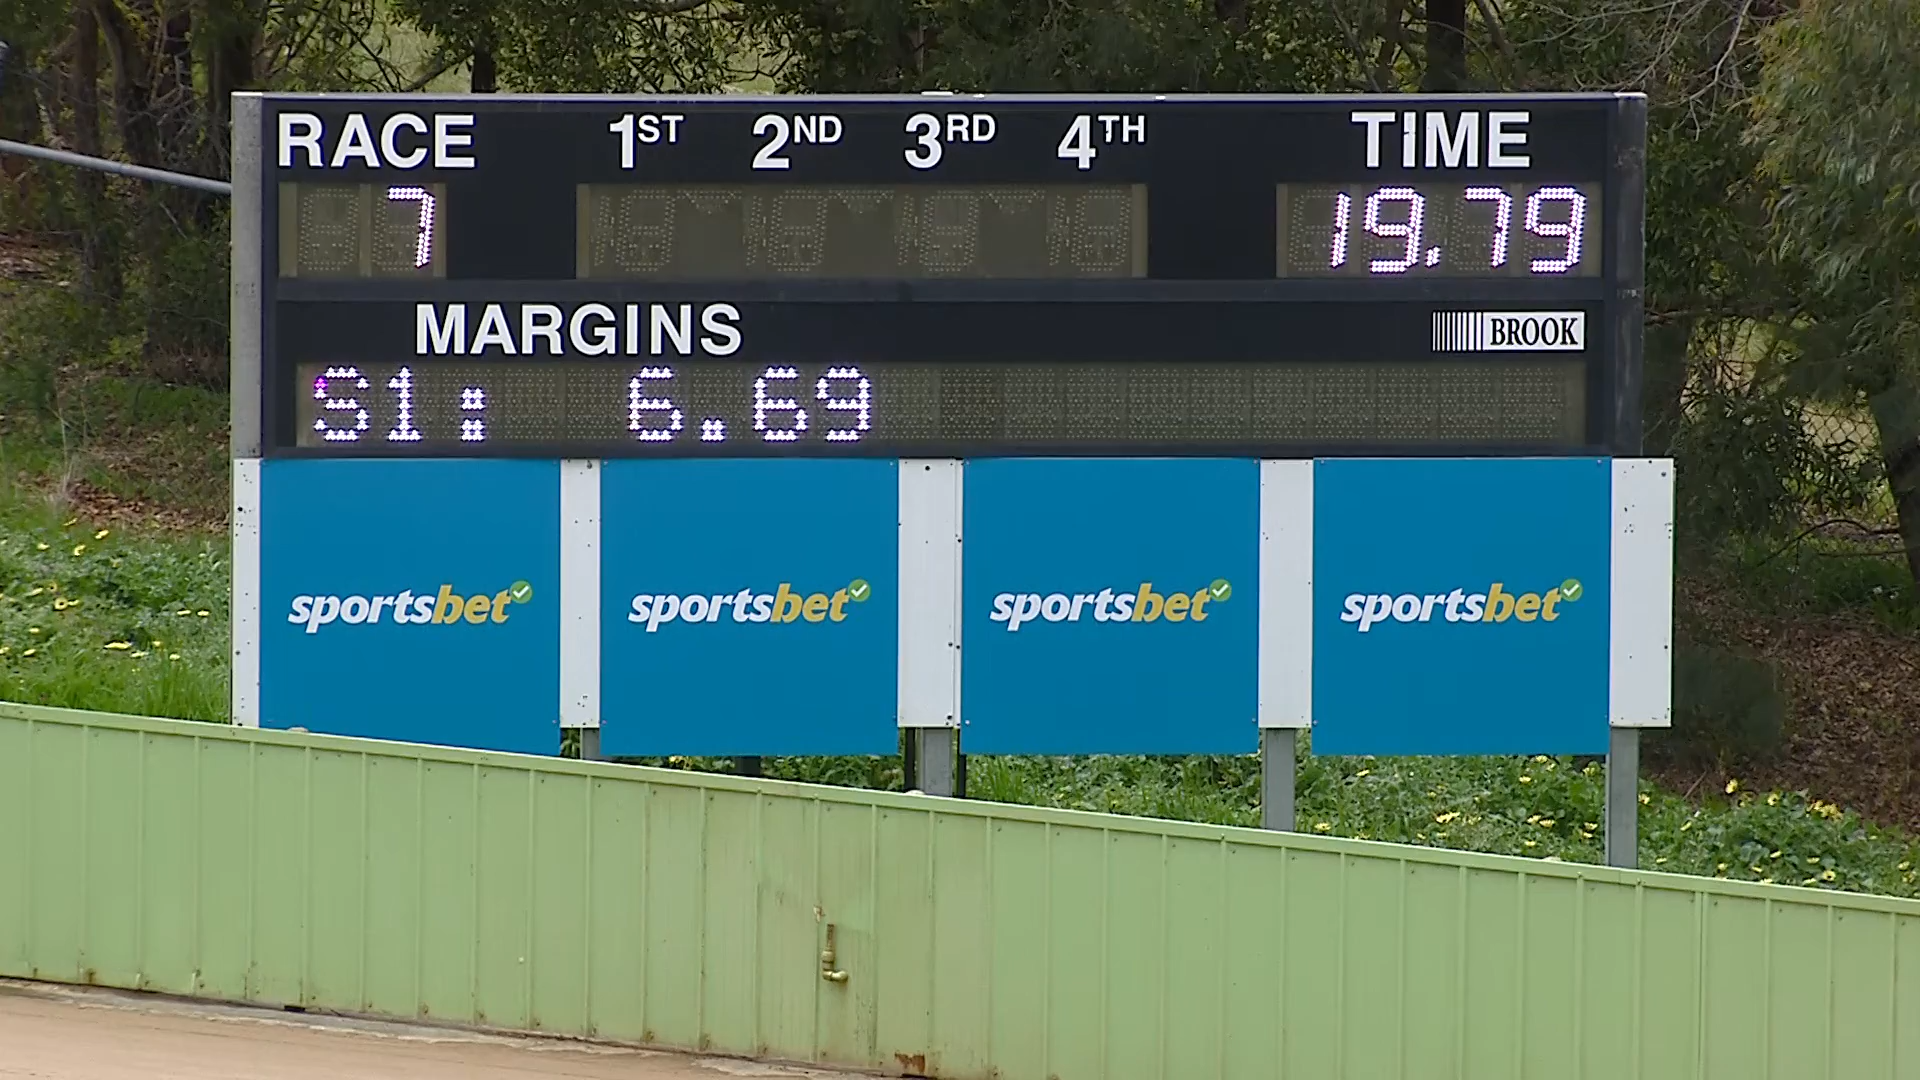 RACE 1ST 2ND 3RD 4TH TIME
7 19.79
MARGINS BROOK
S1: 6.69
sportsbet sportsbet sportsbet sportsbet